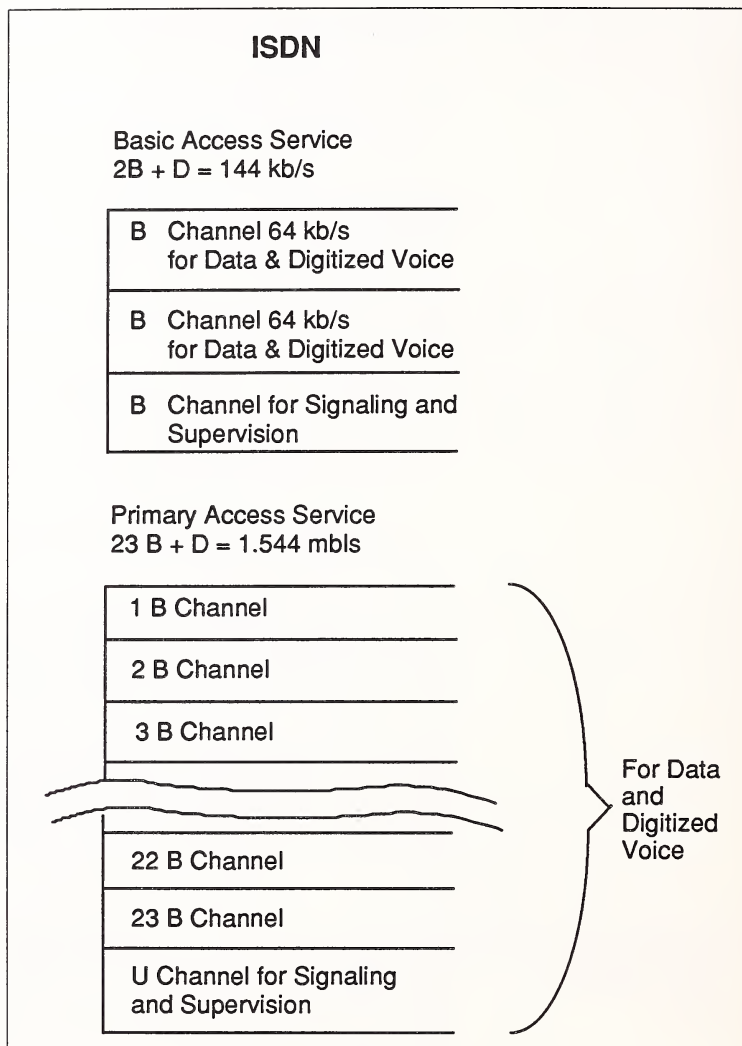 ISDN
Basic Access Service
2B + D = 144 kb/s
B Channel 64 kb/s
for Data & Digitized Voice
B Channel 64 kb/s
for Data & Digitized Voice
B Channel for Signaling and
Supervision
Primary Access Service
23 B + D = 1.544 mbls
1 B Channel
2 B Channel
3 B Channel
22 B Channel
23 B Channel
U Channel for Signaling
and Supervision
For Data
and
Digitized
Voice